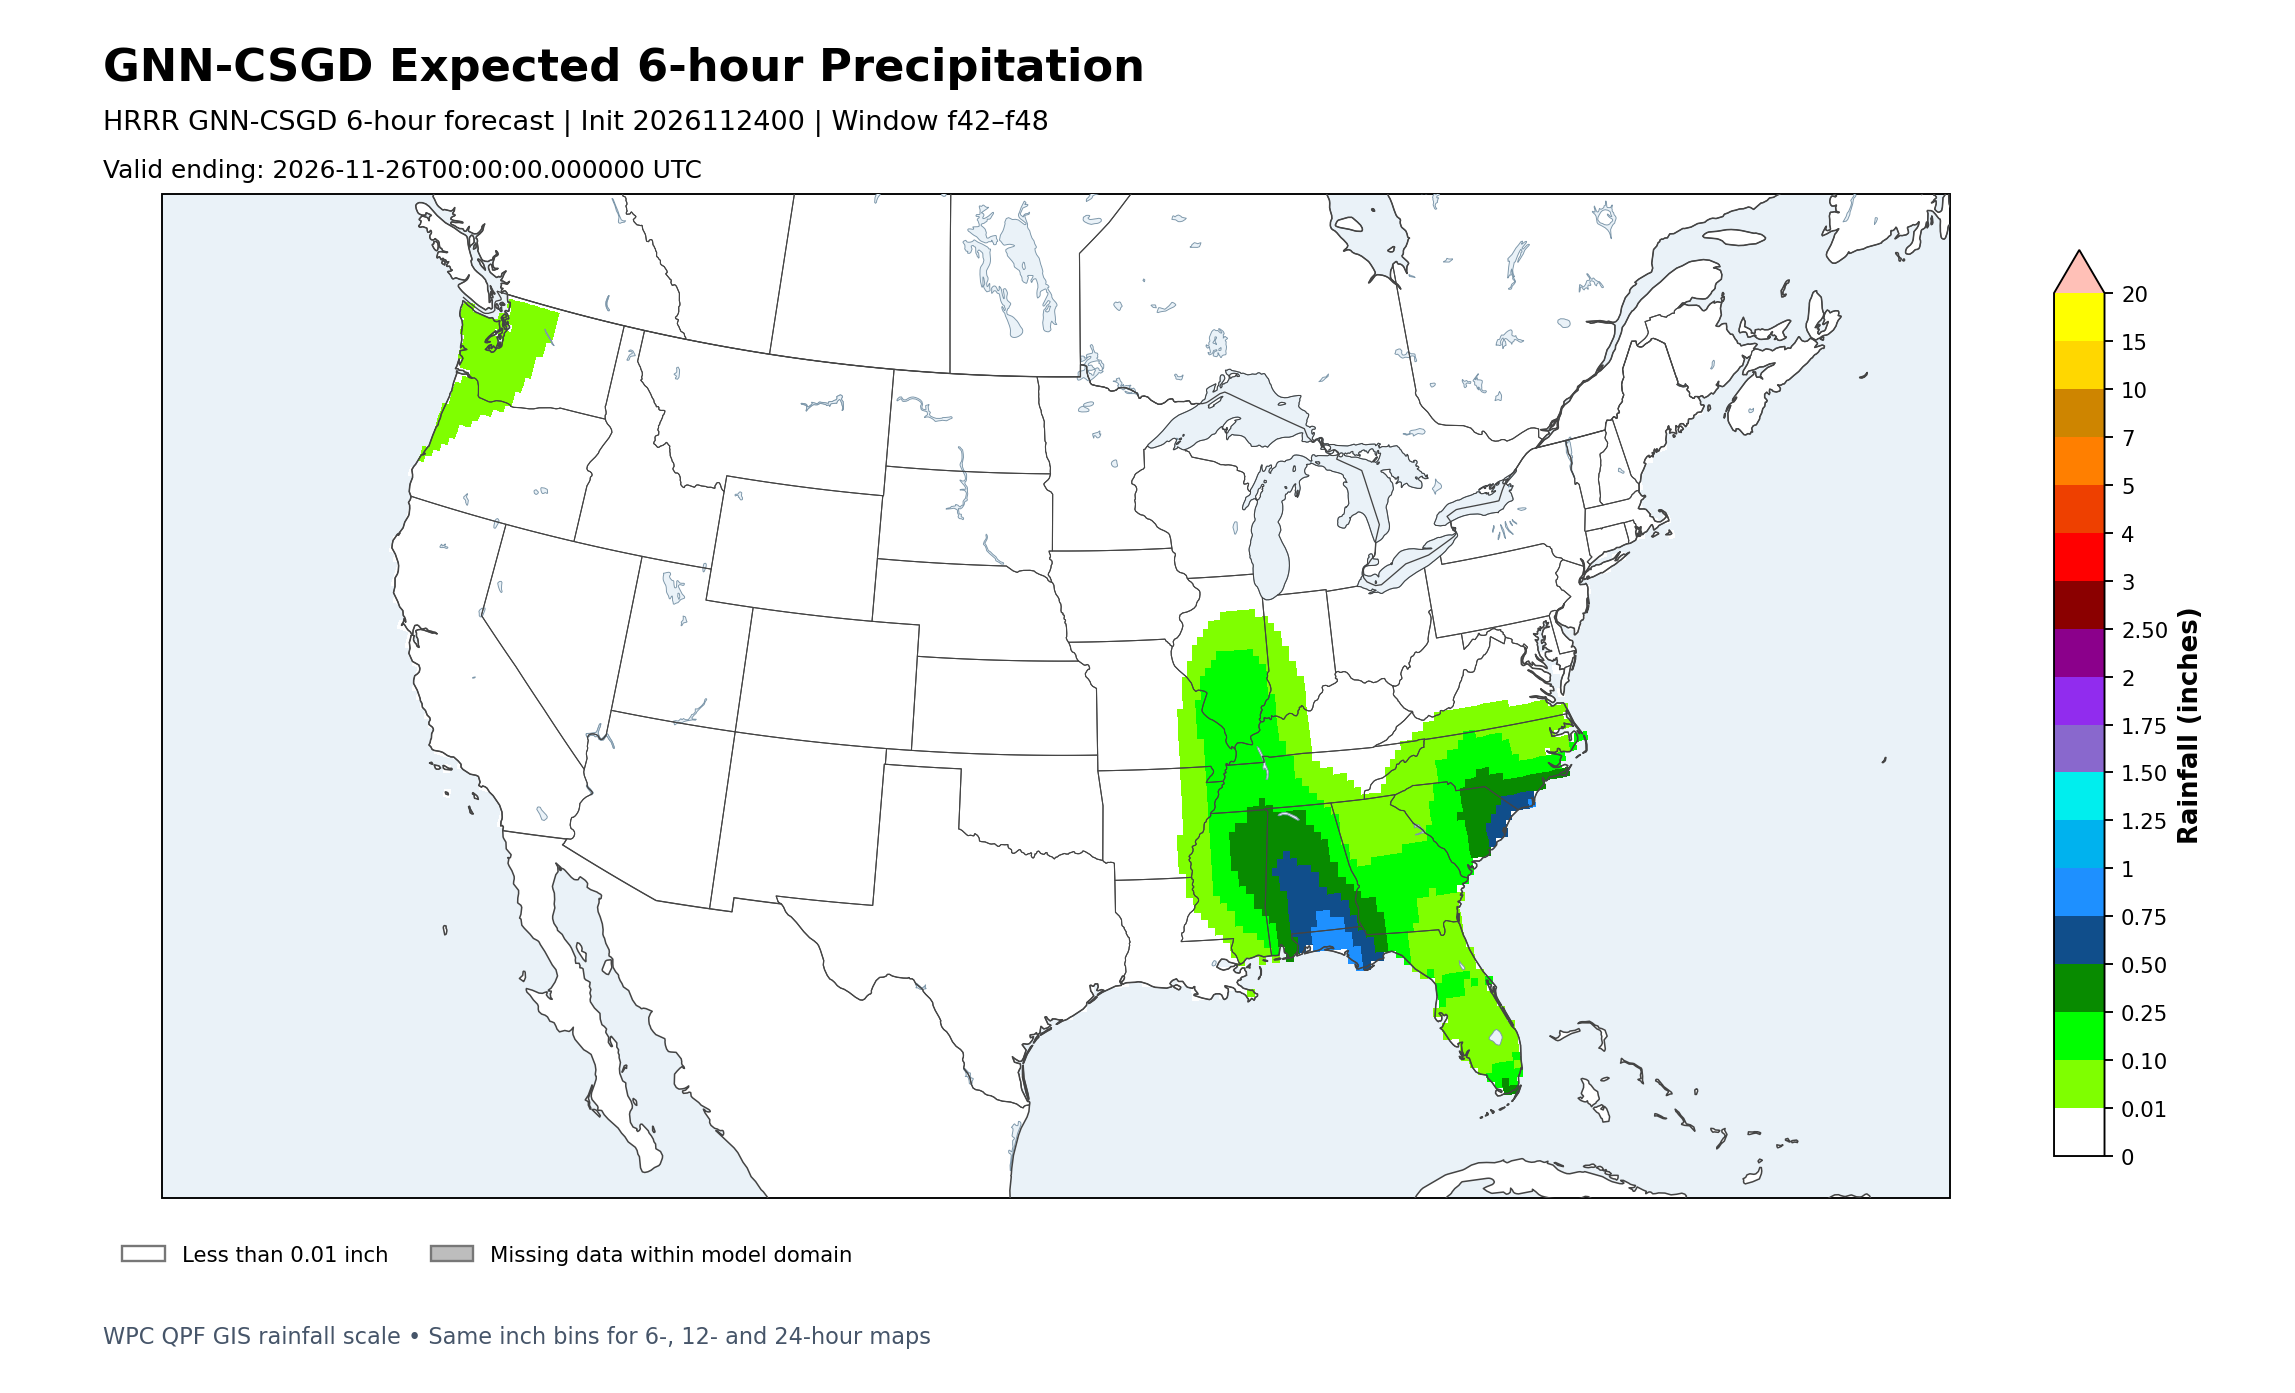 GNN-CSGD Expected 6-hour Precipitation
HRRR GNN-CSGD 6-hour forecast | Init 2026112400 | Window f42–f48
Valid ending: 2026-11-26T00:00:00.000000 UTC
20
15
10
7
5
4
3
2.50
2
1.75
1.50
1.25
1
0.75
0.50
0.25
0.10
0.01
0
Rainfall (inches)
Less than 0.01 inch
Missing data within model domain
WPC QPF GIS rainfall scale • Same inch bins for 6-, 12- and 24-hour maps